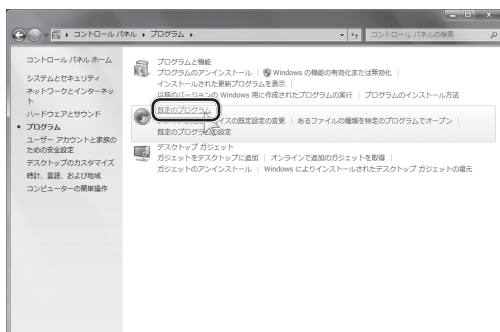 コントロール パネル ▸ プログラム ▸
コントロール パネルの検索
コントロール パネル ホーム
システムとセキュリティ
ネットワークとインターネッ
ト
ハードウェアとサウンド
プログラム
ユーザー アカウントと家族の
ための安全設定
デスクトップのカスタマイズ
時計、言語、および地域
コンピューターの簡単操作
プログラムと機能
プログラムのアンインストール | Windows の機能の有効化または無効化 |
インストールされた更新プログラムを表示 |
以前のバージョンの Windows 用に作成されたプログラムの実行 | プログラムのインストール方法
既定のプログラム
イスの既定設定の変更 | あるファイルの種類を特定のプログラムでオープン |
既定のプログラムの設定
デスクトップ ガジェット
ガジェットをデスクトップに追加 | オンラインで追加のガジェットを取得 |
ガジェットのアンインストール | Windows によりインストールされたデスクトップ ガジェットの復元